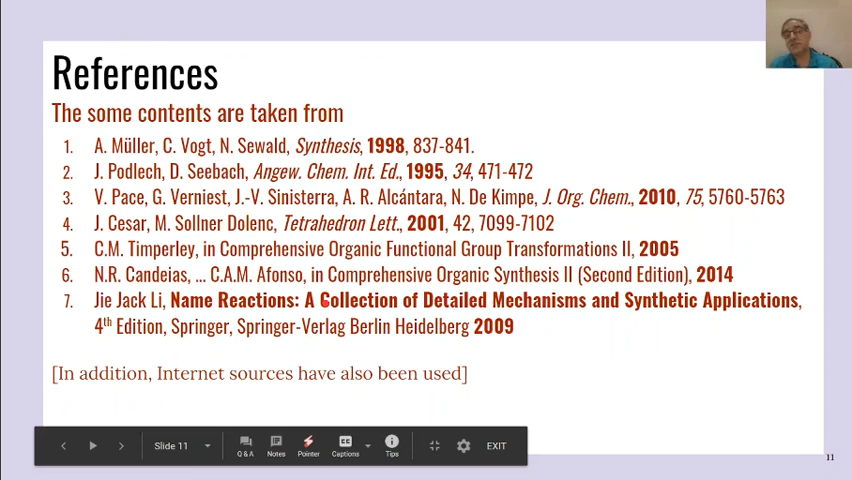 References
The some contents are taken from
1. A. Müller, C. Vogt, N. Sewald, Synthesis, 1998, 837-841.
2. J. Podlech, D. Seebach, Angew. Chem. Int. Ed., 1995, 34, 471-472
3. V. Pace, G. Verniest, J.-V. Sinisterra, A. R. Alcántara, N. De Kimpe, J. Org. Chem., 2010, 75, 5760-5763
4. J. Cesar, M. Sollner Dolenc, Tetrahedron Lett., 2001, 42, 7099-7102
5. C.M. Timperley, in Comprehensive Organic Functional Group Transformations II, 2005
6. N.R. Candeias, ... C.A.M. Afonso, in Comprehensive Organic Synthesis II (Second Edition), 2014
7. Jie Jack Li, Name Reactions: A Collection of Detailed Mechanisms and Synthetic Applications,
4th Edition, Springer, Springer-Verlag Berlin Heidelberg 2009
[In addition, Internet sources have also been used]
Slide 11 Q & A Notes Pointer CC Captions Tips EXIT
11